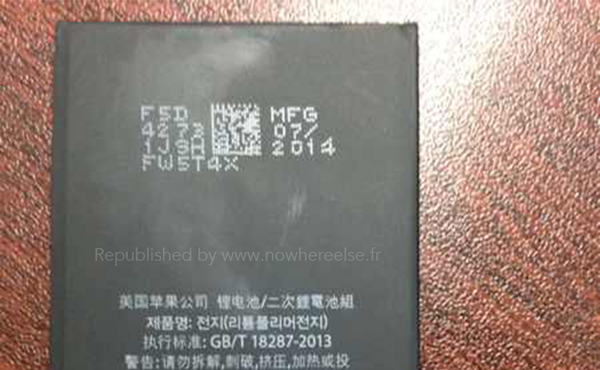 F5D
4273
1JSA
FW5T4X
MFG
07/
2014
Republished by www.nowhereelse.fr
美国苹果公司 锂电池/二次鋰電池組
제품명: 전지(리튬폴리머전지)
执行标准: GB/T 18287-2013
警告:请勿拆解,刺破,挤压,加热或投